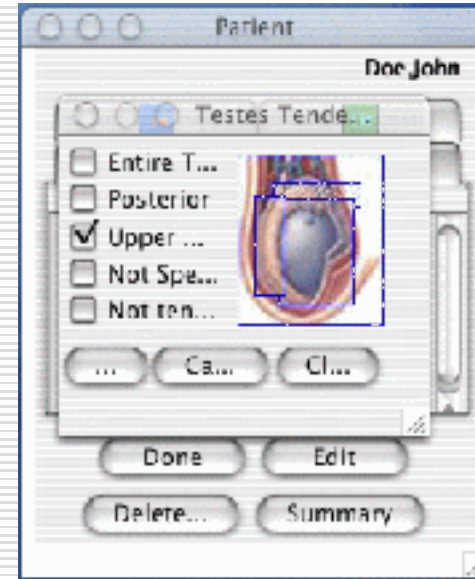 Patient
Doe, John
Testes Tende...
Entire T...
Posterior
Upper ...
Not Spe...
Not ten...
... Ca... Cl...
Done Edit
Delete... Summary